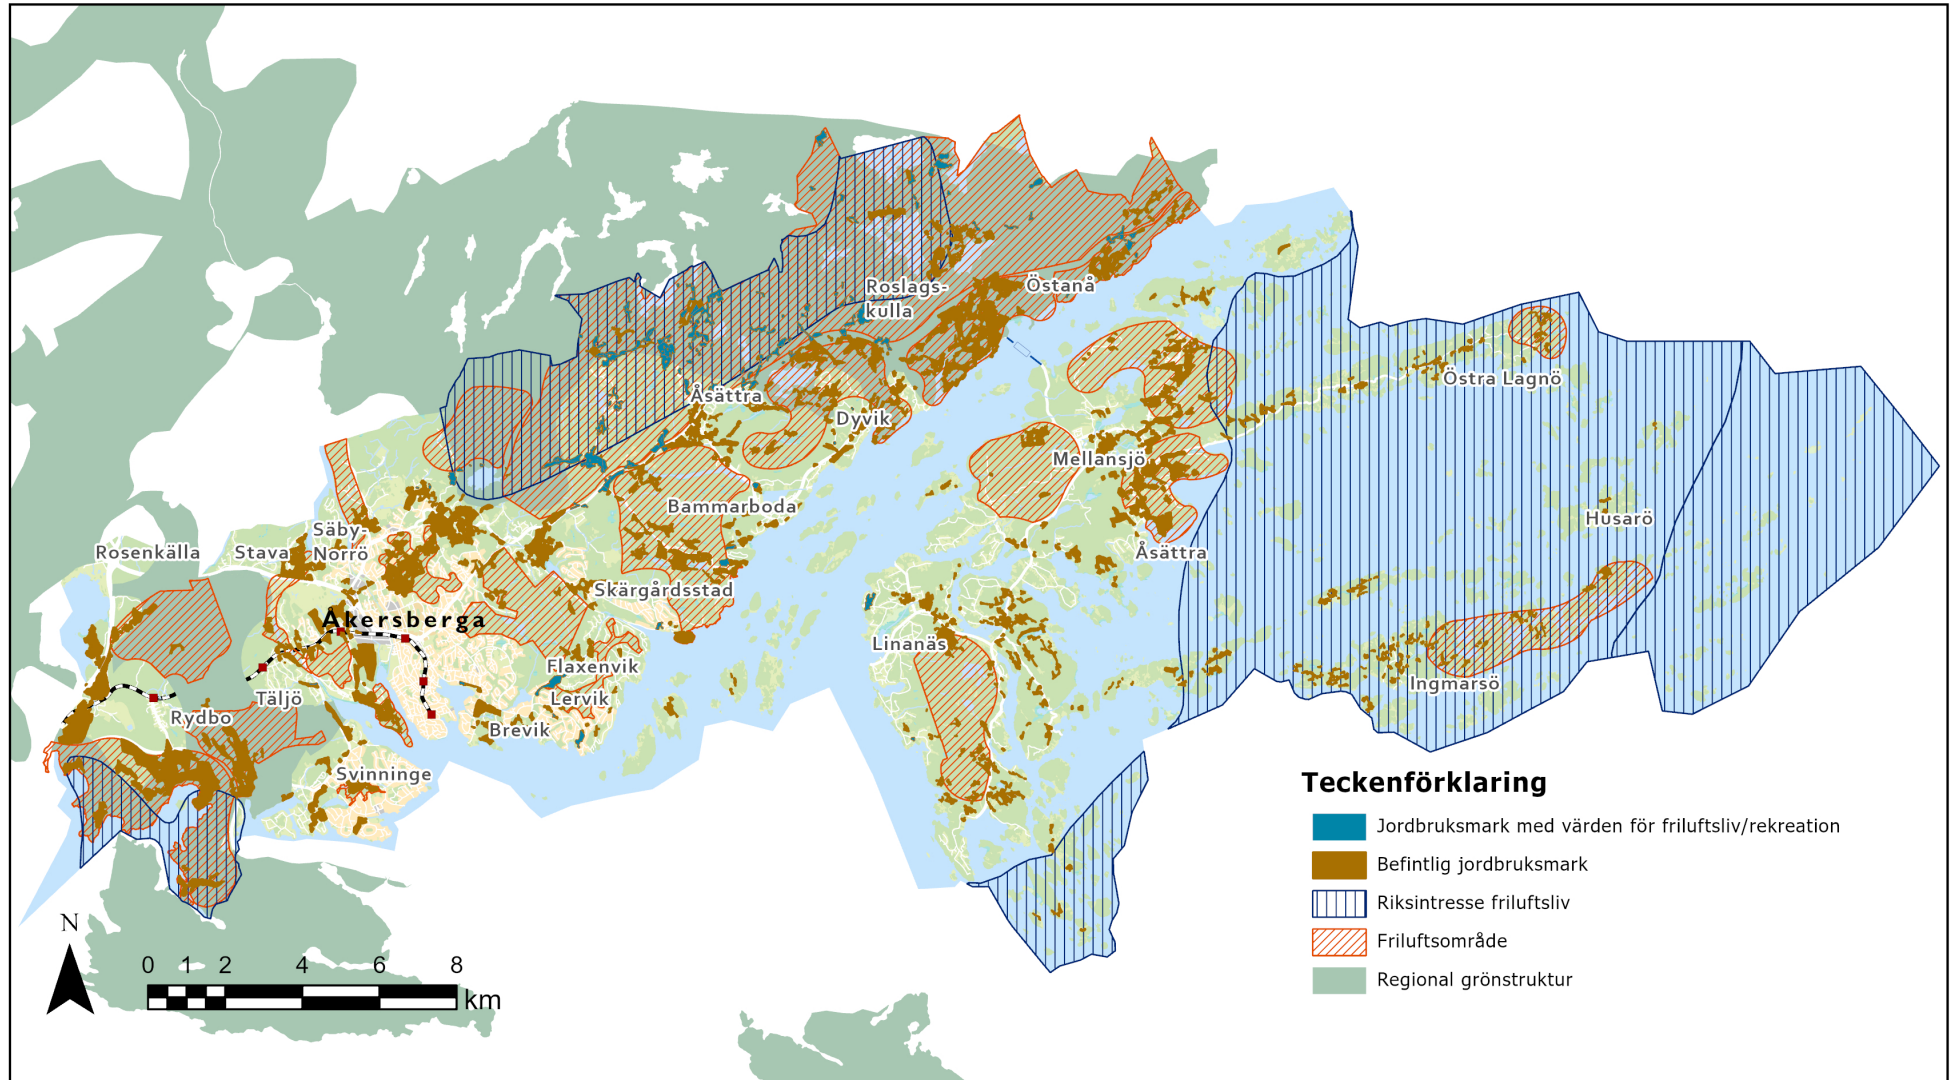 Roslags-
kulla
Östanå
Östra Lagnö
Åsättra
Dyvik
Mellansjö
Bammarboda
Husarö
Säby-
Norrö
Rosenkälla
Stava
Åsättra
Skärgårdsstad
Åkersberga
Linanäs
Flaxenvik
Ingmarsö
Täljö
Lervik
Rydbo
Brevik
Svinninge
Teckenförklaring
Jordbruksmark med värden för friluftsliv/rekreation
Befintlig jordbruksmark
Riksintresse friluftsliv
Friluftsområde
Regional grönstruktur
N
0 1 2 4 6 8
km